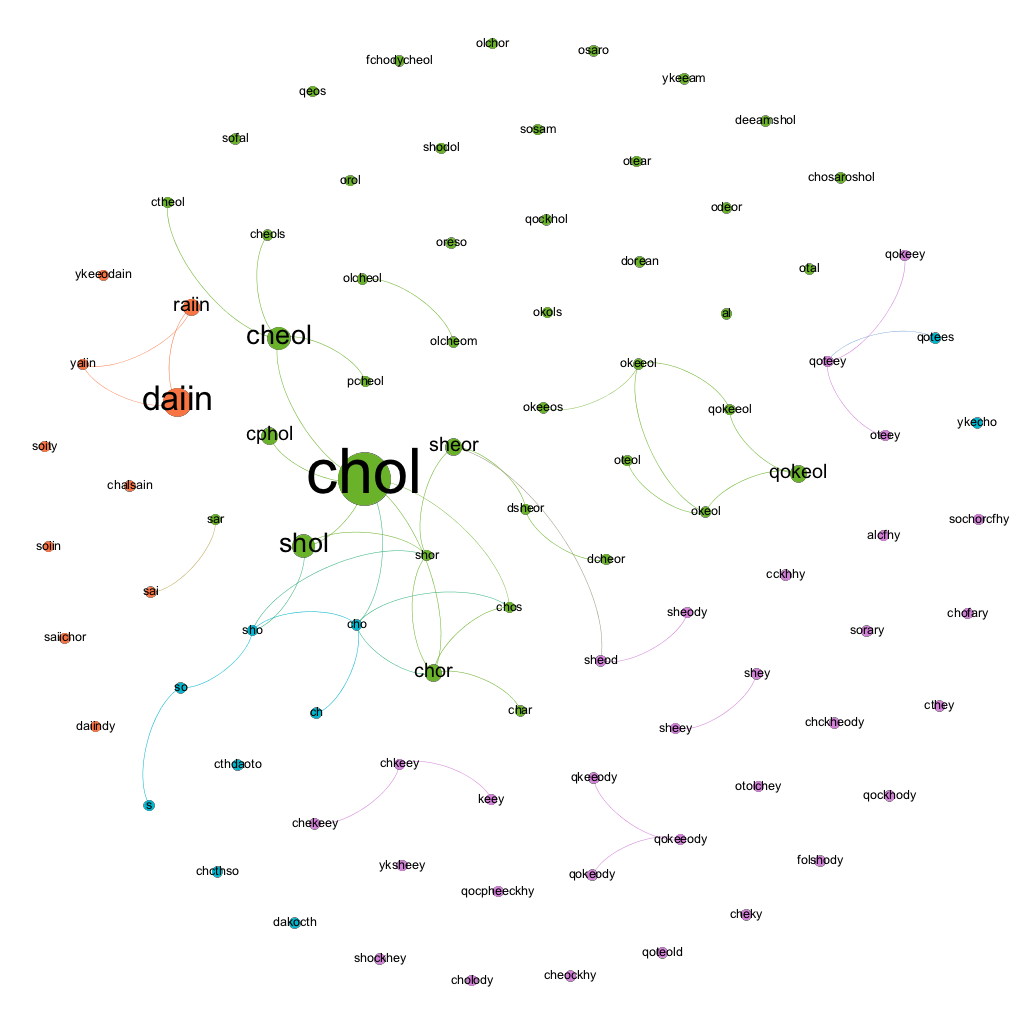 olchor
osaro
fchodycheol
ykeeam
qeos
deeamshol
sosam
sofal
shodol
otear
chosaroshol
orol
ctheol
odeor
qockhol
cheols
oreso
qokeey
dorean
otal
ykeeodain
olcheol
raiin
okols
al
cheol
qotees
olcheom
qoteey
yaiin
okeeol
pcheol
daiin
okeeos
qokeeol
ykecho
cphol
oteey
sheor
soity
oteol
chol
qokeol
chalsain
dsheor
okeol
sar
sochorcfhy
alcfhy
shol
soiin
shor
dcheor
cckhhy
sai
chos
sheody
chofary
cho
sho
sorary
saiichor
sheod
chor
shey
so
cthey
char
ch
chckheody
daiindy
sheey
cthdaoto
chkeey
qkeeody
otolchey
qockhody
keey
s
chekeey
qokeeody
folshody
yksheey
chcthso
qokeody
qocpheeckhy
cheky
dakocth
qoteold
shockhey
cheockhy
cholody